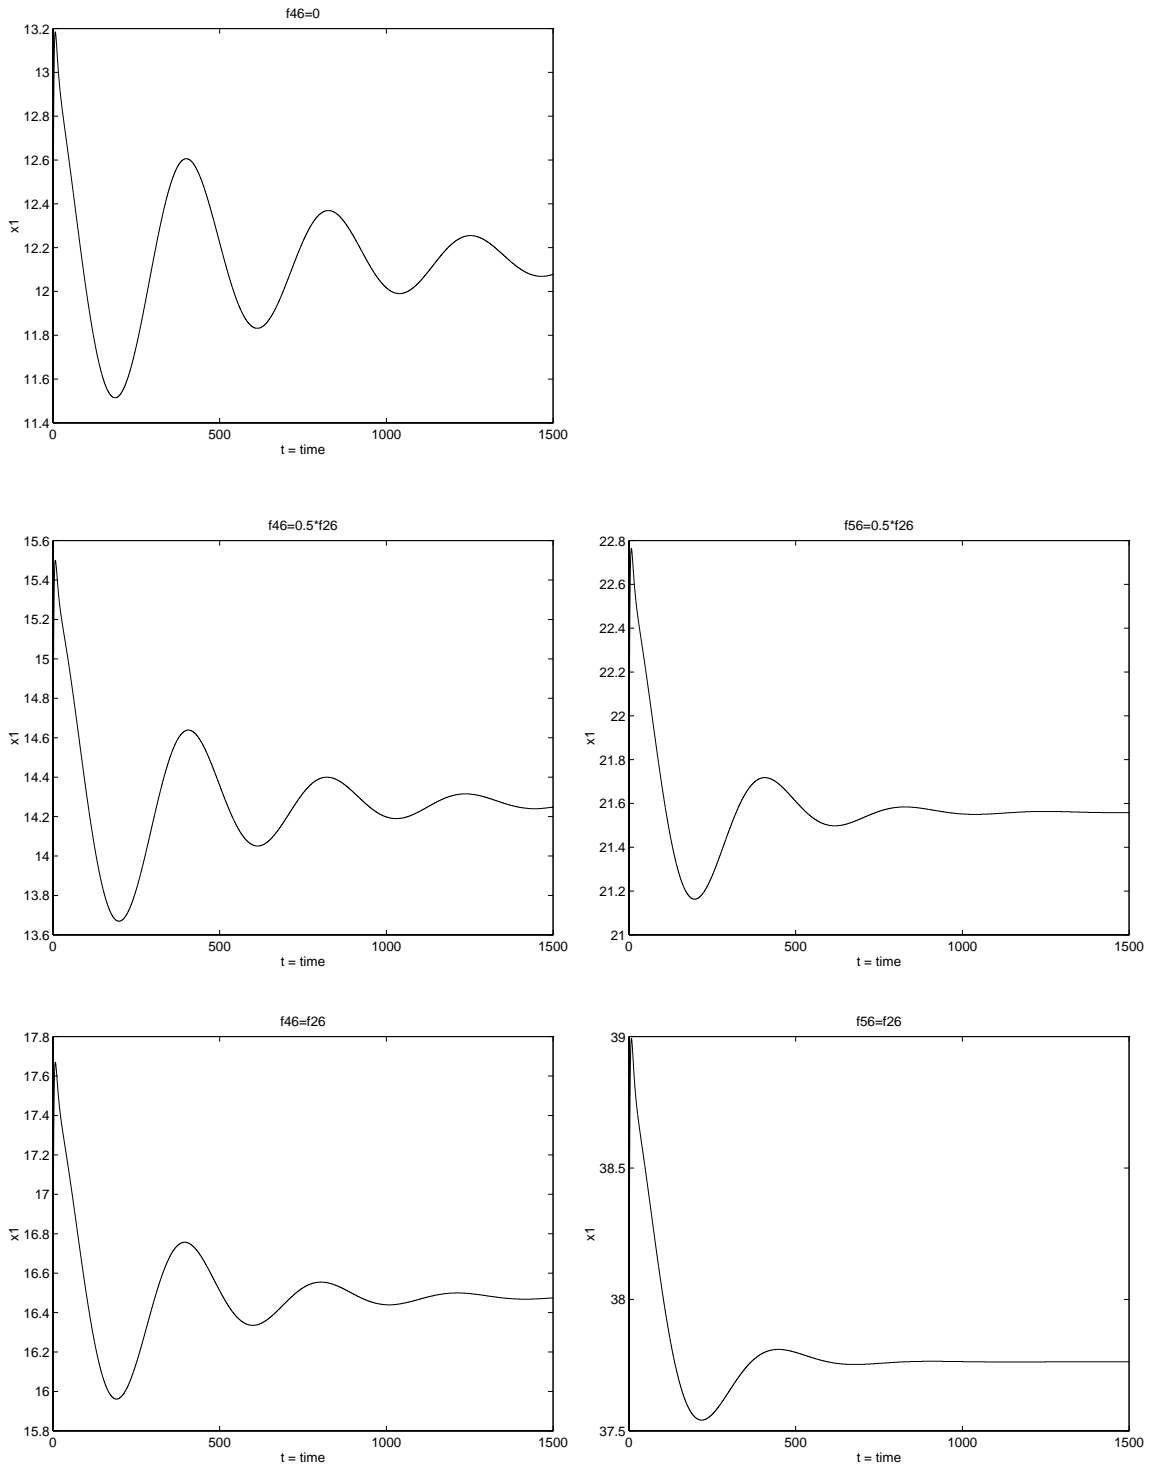 f46=0
13.2
13
12.8
12.6
12.4
12.2
12
11.8
11.6
11.4
x1
0 500 1000 1500
t = time
f46=0.5*f26
15.6
15.4
15.2
15
14.8
14.6
14.4
14.2
14
13.8
13.6
x1
0 500 1000 1500
t = time
f56=0.5*f26
22.8
22.6
22.4
22.2
22
21.8
21.6
21.4
21.2
21
x1
0 500 1000 1500
t = time
f46=f26
17.8
17.6
17.4
17.2
17
16.8
16.6
16.4
16.2
16
15.8
x1
0 500 1000 1500
t = time
f56=f26
39
38.5
38
37.5
x1
0 500 1000 1500
t = time